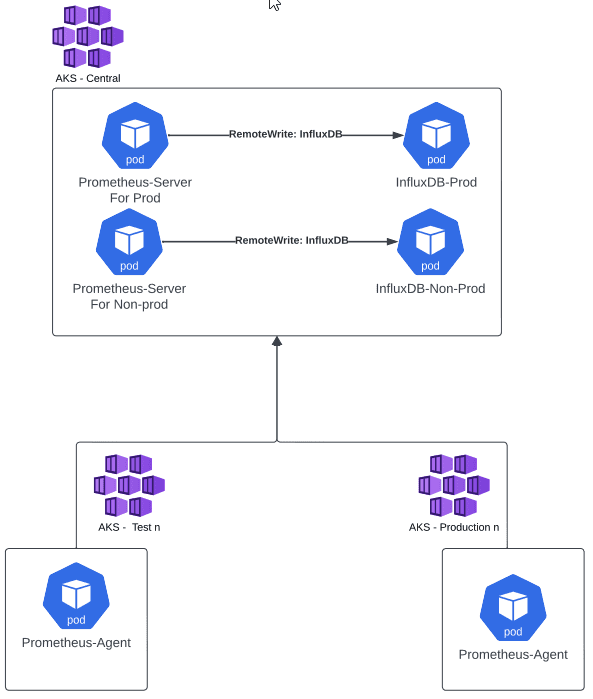 AKS - Central
pod
RemoteWrite: InfluxDB
pod
Prometheus-Server
For Prod
InfluxDB-Prod
pod
RemoteWrite: InfluxDB
pod
Prometheus-Server
For Non-prod
InfluxDB-Non-Prod
AKS - Test n
AKS - Production n
pod
Prometheus-Agent
pod
Prometheus-Agent